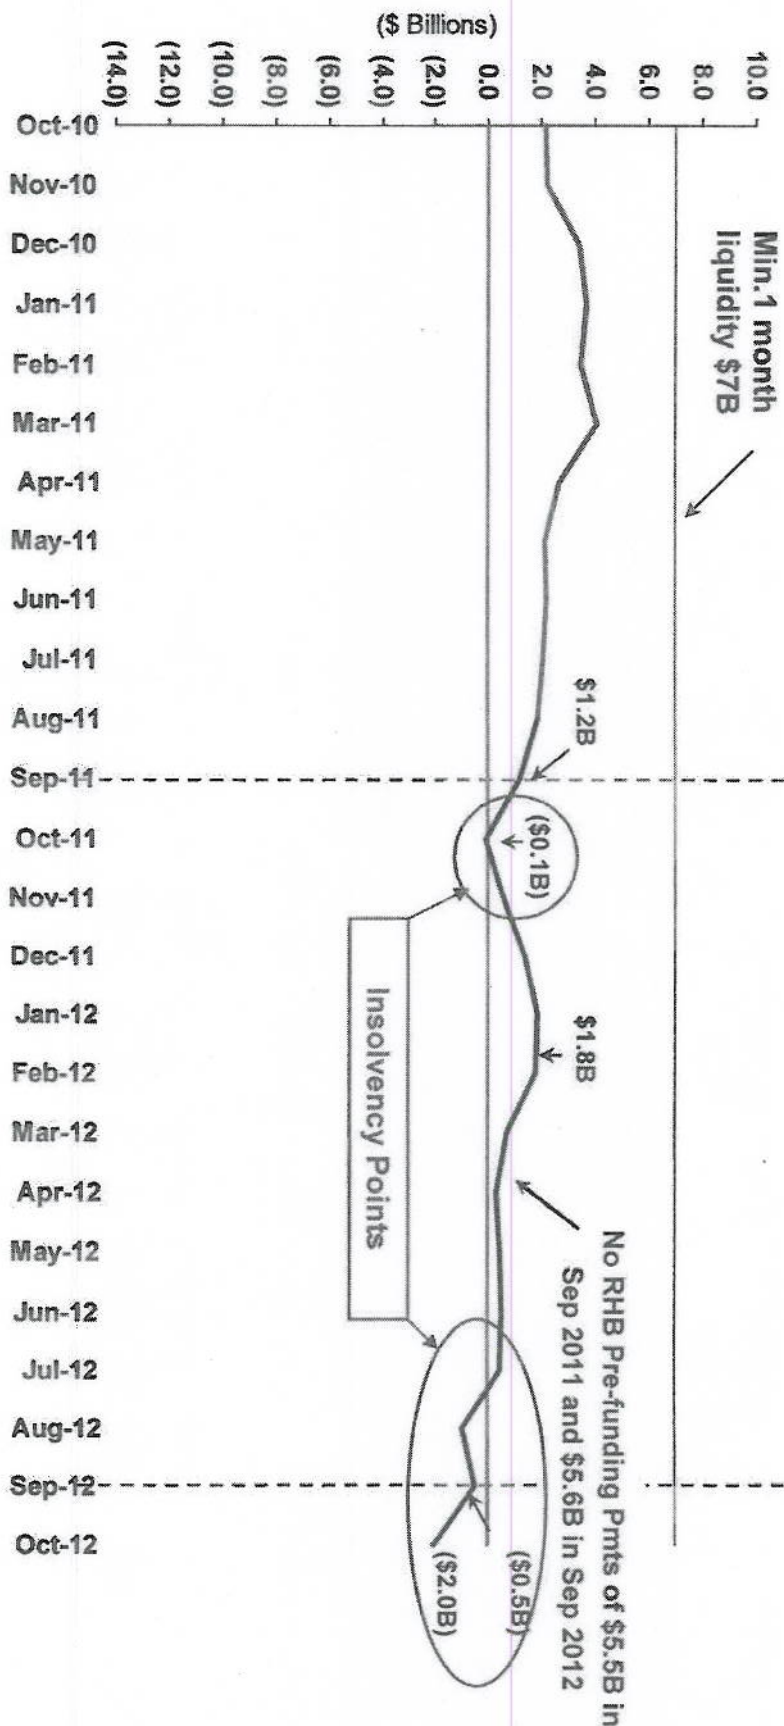 ($ Billions)
10.0
8.0
6.0
4.0
2.0
0.0
(2.0)
(4.0)
(6.0)
(8.0)
(10.0)
(12.0)
(14.0)
Min.1 month
liquidity $7B
$1.2B
($0.1B)
$1.8B
No RHB Pre-funding Pmts of $5.5B in
Sep 2011 and $5.6B in Sep 2012
($0.5B)
($2.0B)
Insolvency Points
Oct-10
Nov-10
Dec-10
Jan-11
Feb-11
Mar-11
Apr-11
May-11
Jun-11
Jul-11
Aug-11
Sep-11
Oct-11
Nov-11
Dec-11
Jan-12
Feb-12
Mar-12
Apr-12
May-12
Jun-12
Jul-12
Aug-12
Sep-12
Oct-12